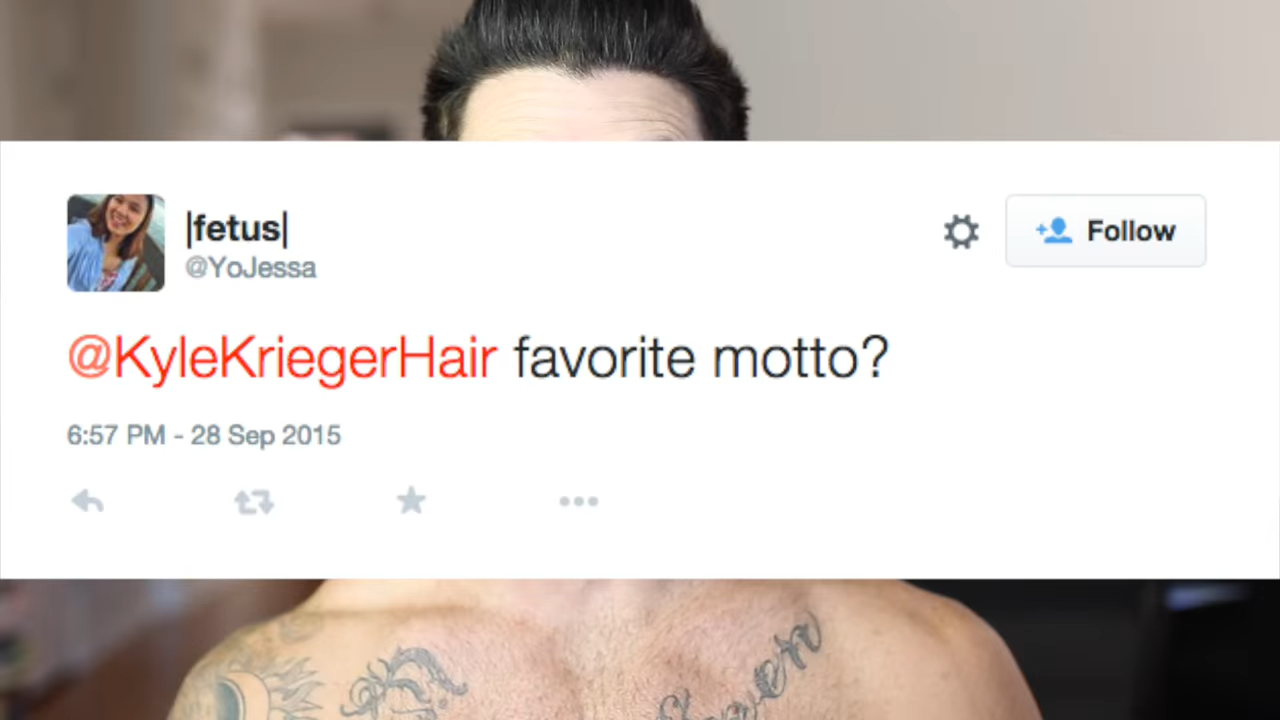 |fetus|
@YoJessa
Follow
@KyleKriegerHair favorite motto?
6:57 PM - 28 Sep 2015